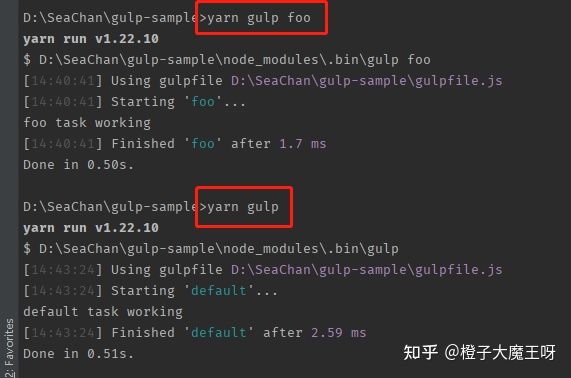 D:\SeaChan\gulp-sample>yarn gulp foo
yarn run v1.22.10
$ D:\SeaChan\gulp-sample\node_modules\.bin\gulp foo
[14:40:41] Using gulpfile D:\SeaChan\gulp-sample\gulpfile.js
[14:40:41] Starting 'foo'...
foo task working
[14:40:41] Finished 'foo' after 1.7 ms
Done in 0.50s.
D:\SeaChan\gulp-sample>yarn gulp
yarn run v1.22.10
$ D:\SeaChan\gulp-sample\node_modules\.bin\gulp
[14:43:24] Using gulpfile D:\SeaChan\gulp-sample\gulpfile.js
[14:43:24] Starting 'default'...
default task working
[14:43:24] Finished 'default' after 2.59 ms
Done in 0.51s.
2: Favorites
知乎 @橙子大魔王呀